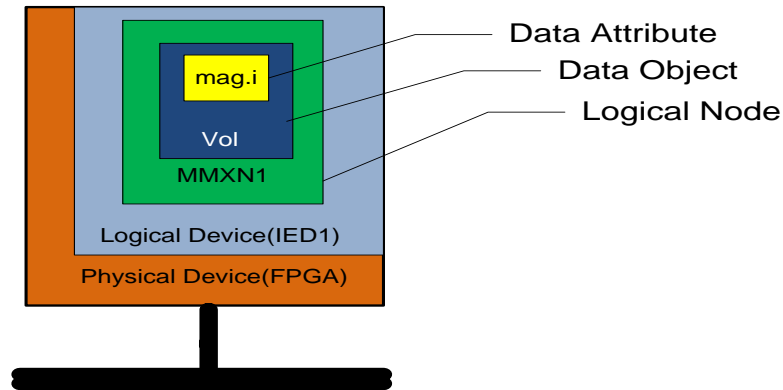 Data Attribute
mag.i
Data Object
Logical Node
Vol
MMXN1
Logical Device(IED1)
Physical Device(FPGA)